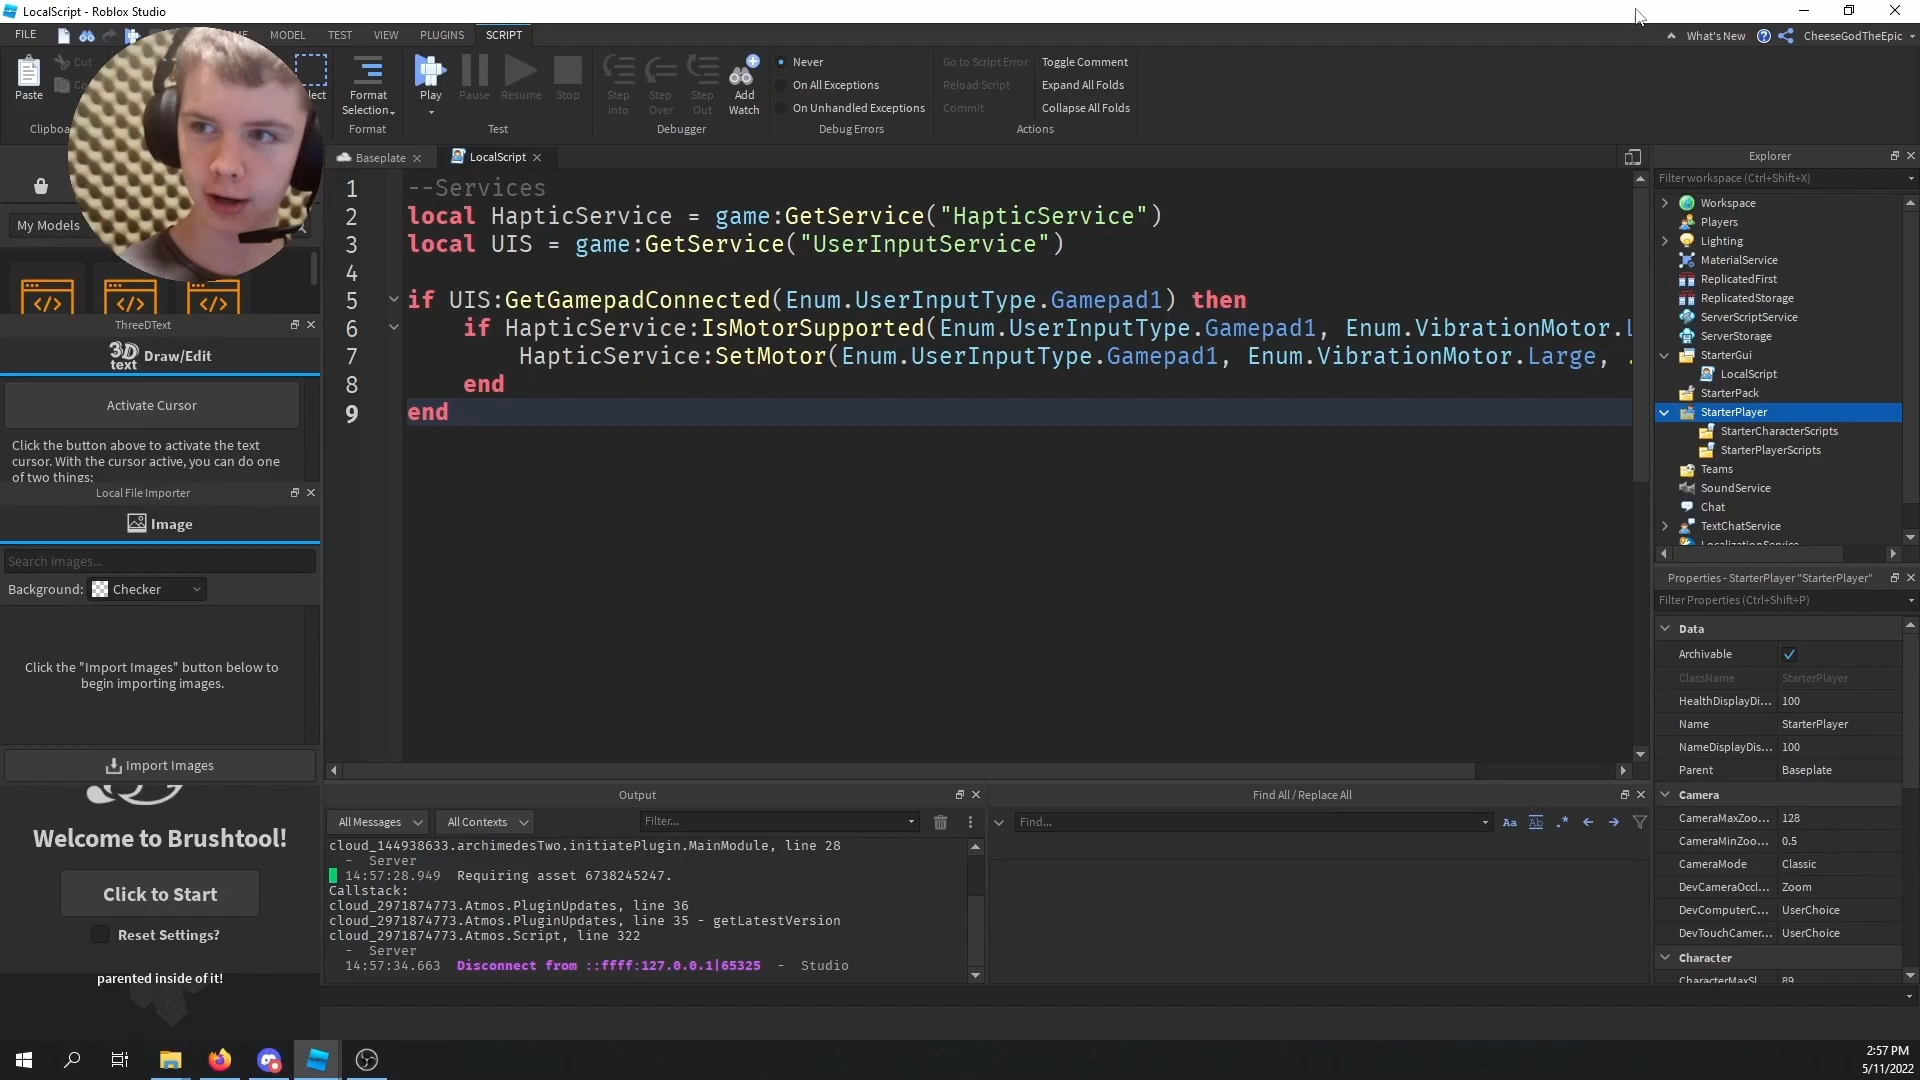 LocalScript - Roblox Studio
FILE
MODEL
TEST
VIEW
PLUGINS
SCRIPT
What's New
CheeseGodTheEpic
Paste
Cut
Format
Selection
Format
Play
Pause
Resume
Stop
Test
Step
Into
Step
Over
Step
Out
Add
Watch
Debugger
Never
On All Exceptions
On Unhandled Exceptions
Debug Errors
Go to Script Error
Reload Script
Commit
Toggle Comment
Expand All Folds
Collapse All Folds
Actions
Baseplate
LocalScript
My Models
ThreeDText
3D
text
Draw/Edit
Activate Cursor
Click the button above to activate the text
cursor. With the cursor active, you can do one
of two things:
Local File Importer
Image
Search images...
Background:
Checker
Click the "Import Images" button below to
begin importing images.
Import Images
Welcome to Brushtool!
Click to Start
Reset Settings?
parented inside of it!
1 --Services
2 local HapticService = game:GetService("HapticService")
3 local UIS = game:GetService("UserInputService")
4
5 if UIS:GetGamepadConnected(Enum.UserInputType.Gamepad1) then
6 if HapticService:IsMotorSupported(Enum.UserInputType.Gamepad1, Enum.VibrationMotor.L
7 HapticService:SetMotor(Enum.UserInputType.Gamepad1, Enum.VibrationMotor.Large, .
8 end
9 end
Output
All Messages
All Contexts
Filter...
cloud_144938633.archimedesTwo.initiatePlugin.MainModule, line 28
- Server
14:57:28.949 Requiring asset 6738245247.
Callstack:
cloud_2971874773.Atmos.PluginUpdates, line 36
cloud_2971874773.Atmos.PluginUpdates, line 35 - getLatestVersion
cloud_2971874773.Atmos.Script, line 322
- Server
14:57:34.663 Disconnect from ::ffff:127.0.0.1|65325 - Studio
Find All / Replace All
Find...
Aa
Ab
.*
Explorer
Filter workspace (Ctrl+Shift+X)
Workspace
Players
Lighting
MaterialService
ReplicatedFirst
ReplicatedStorage
ServerScriptService
ServerStorage
StarterGui
LocalScript
StarterPack
StarterPlayer
StarterCharacterScripts
StarterPlayerScripts
Teams
SoundService
Chat
TextChatService
LocalizationService
Properties - StarterPlayer "StarterPlayer"
Filter Properties (Ctrl+Shift+P)
Data
Archivable
ClassName StarterPlayer
HealthDisplayDi... 100
Name StarterPlayer
NameDisplayDis... 100
Parent Baseplate
Camera
CameraMaxZoo... 128
CameraMinZoo... 0.5
CameraMode Classic
DevCameraOccl... Zoom
DevComputerC... UserChoice
DevTouchCamer... UserChoice
Character
CharacterMaxSl 89
2:57 PM
5/11/2022